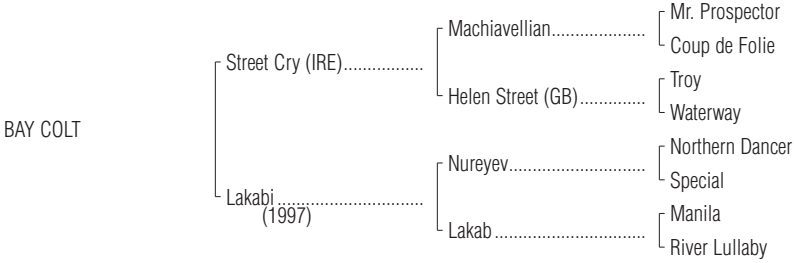 Mr. Prospector
Machiavellian....................
Coup de Folie
Street Cry (IRE).................
Troy
Helen Street (GB)..............
Waterway
BAY COLT
Northern Dancer
Nureyev.............................
Special
Lakabi ...............................
(1997)
Manila
Lakab ................................
River Lullaby